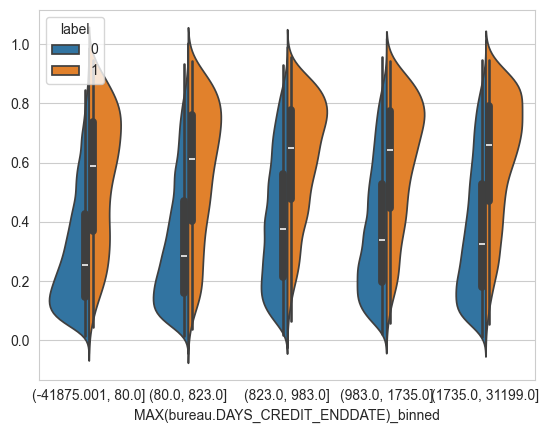 label
0
1
1.0
0.8
0.6
0.4
0.2
0.0
(-41875.001, 80.0] (80.0, 823.0] (823.0, 983.0] (983.0, 1735.0] (1735.0, 31199.0]
MAX(bureau.DAYS_CREDIT_ENDDATE)_binned